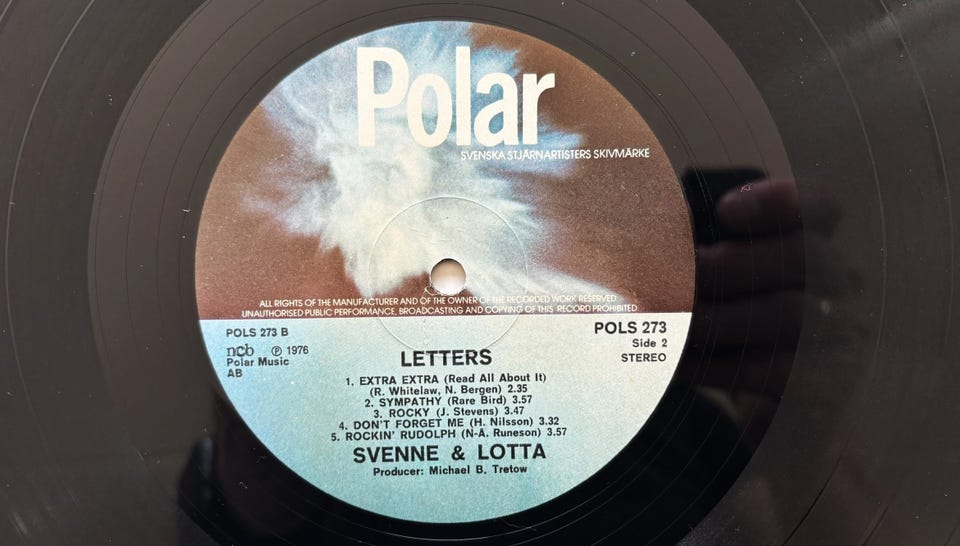 Polar
SVENSKA STJÄRNARTISTERS SKIVMÄRKE
ALL RIGHTS OF THE MANUFACTURER AND OF THE OWNER OF THE RECORDED WORK RESERVED
UNAUTHORISED PUBLIC PERFORMANCE, BROADCASTING AND COPYING OF THIS RECORD PROHIBITED
POLS 273 B
ncb ℗ 1976
Polar Music
AB
POLS 273
Side 2
STEREO
LETTERS
1. EXTRA EXTRA (Read All About It)
(R. Whitelaw, N. Bergen) 2.35
2. SYMPATHY (Rare Bird) 3.57
3. ROCKY (J. Stevens) 3.47
4. DON'T FORGET ME (H. Nilsson) 3.32
5. ROCKIN' RUDOLPH (N-A. Runeson) 3.57
SVENNE & LOTTA
Producer: Michael B. Tretow